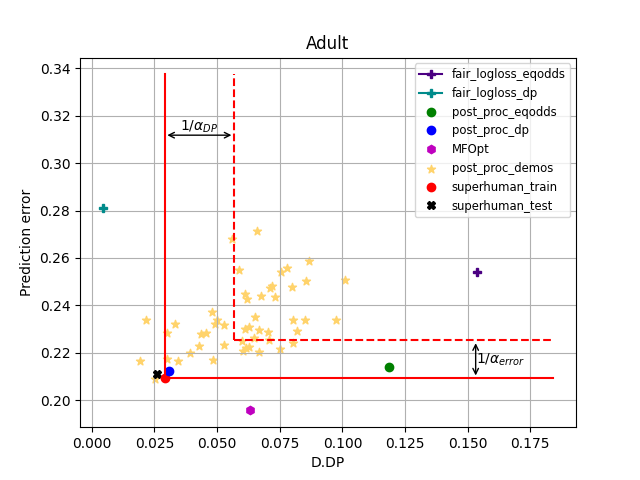 Adult
0.34
0.32
0.30
0.28
0.26
0.24
0.22
0.20
Prediction error
0.000
0.025
0.050
0.075
0.100
0.125
0.150
0.175
D.DP
1/α_DP
1/α_error
fair_logloss_eqodds
fair_logloss_dp
post_proc_eqodds
post_proc_dp
MFOpt
post_proc_demos
superhuman_train
superhuman_test